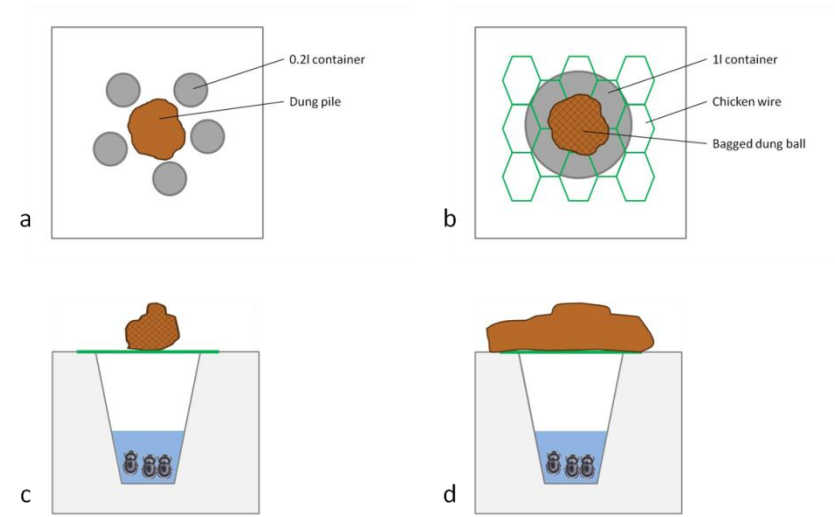 0.2l container
Dung pile
a
1l container
Chicken wire
Bagged dung ball
b
c
d